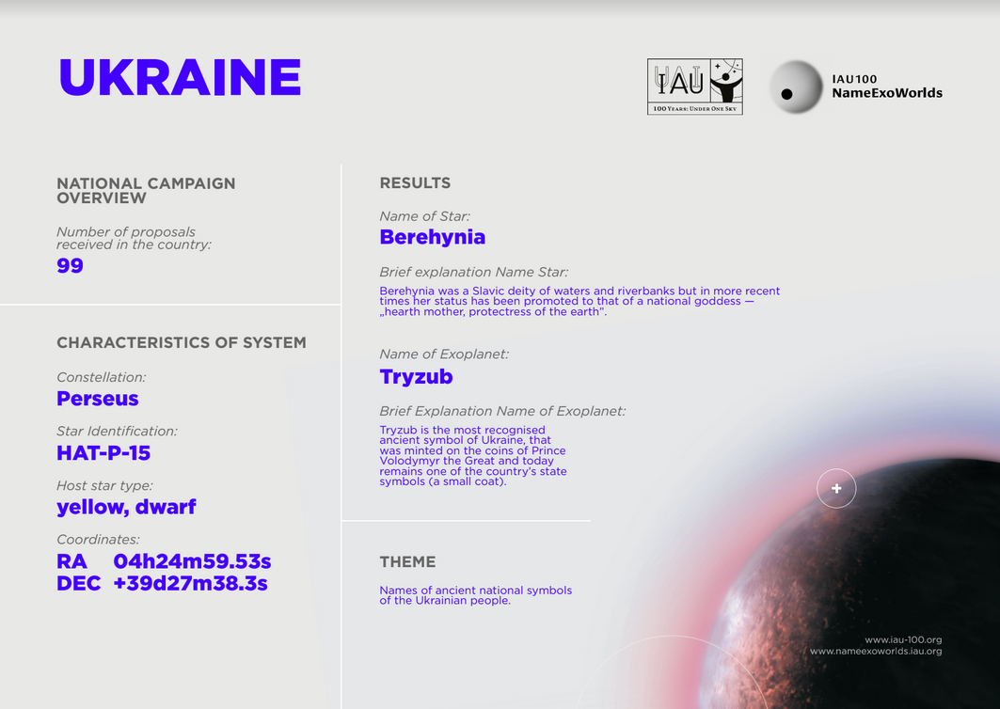 UKRAINE
IAU
100 Years: Under One Sky
IAU100
NameExoWorlds
NATIONAL CAMPAIGN
OVERVIEW
Number of proposals
received in the country:
99
CHARACTERISTICS OF SYSTEM
Constellation:
Perseus
Star Identification:
HAT-P-15
Host star type:
yellow, dwarf
Coordinates:
RA 04h24m59.53s
DEC +39d27m38.3s
RESULTS
Name of Star:
Berehynia
Brief explanation Name Star:
Berehynia was a Slavic deity of waters and riverbanks but in more recent
times her status has been promoted to that of a national goddess —
„hearth mother, protectress of the earth”.
Name of Exoplanet:
Tryzub
Brief Explanation Name of Exoplanet:
Tryzub is the most recognised
ancient symbol of Ukraine, that
was minted on the coins of Prince
Volodymyr the Great and today
remains one of the country's state
symbols (a small coat).
THEME
Names of ancient national symbols
of the Ukrainian people.
www.iau-100.org
www.nameexoworlds.iau.org